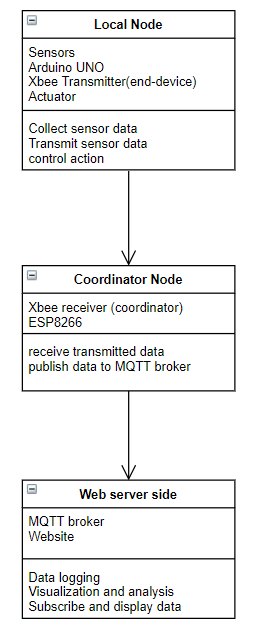 Local Node
Sensors
Arduino UNO
Xbee Transmitter(end-device)
Actuator
Collect sensor data
Transmit sensor data
control action
Coordinator Node
Xbee receiver (coordinator)
ESP8266
receive transmitted data
publish data to MQTT broker
Web server side
MQTT broker
Website
Data logging
Visualization and analysis
Subscribe and display data